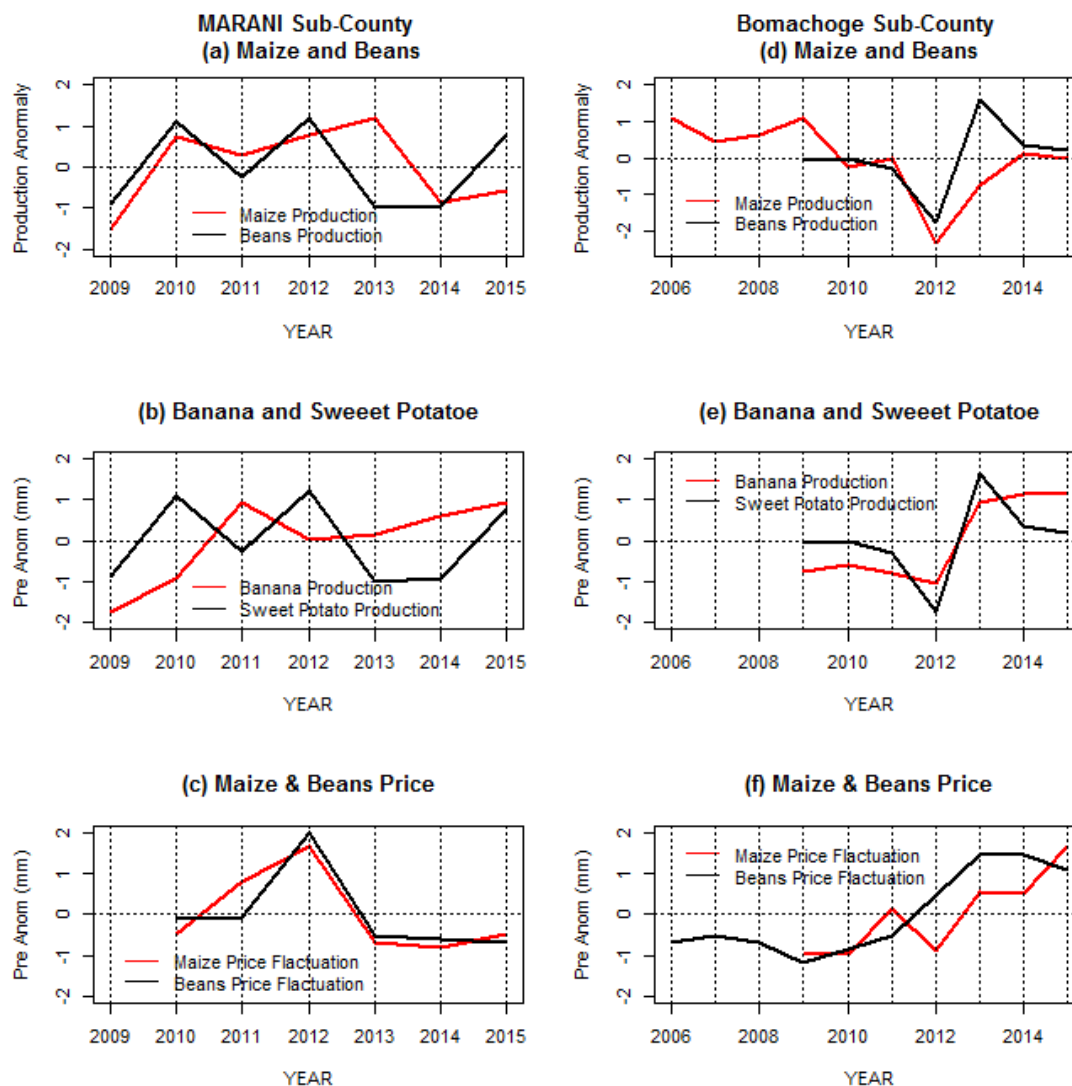 MARANI Sub-County
(a) Maize and Beans
Production Anormaly
2
1
0
-1
-2
Maize Production
Beans Production
2009 2010 2011 2012 2013 2014 2015
YEAR
Bomachoge Sub-County
(d) Maize and Beans
Production Anormaly
2
1
0
-1
-2
Maize Production
Beans Production
2006 2008 2010 2012 2014
YEAR
(b) Banana and Sweeet Potatoe
Pre Anom (mm)
2
1
0
-1
-2
Banana Production
Sweet Potato Production
2009 2010 2011 2012 2013 2014 2015
YEAR
(e) Banana and Sweeet Potatoe
Pre Anom (mm)
2
1
0
-1
-2
Banana Production
Sweet Potato Production
2006 2008 2010 2012 2014
YEAR
(c) Maize & Beans Price
Pre Anom (mm)
2
1
0
-1
-2
Maize Price Flactuation
Beans Price Flactuation
2009 2010 2011 2012 2013 2014 2015
YEAR
(f) Maize & Beans Price
Pre Anom (mm)
2
1
0
-1
-2
Maize Price Flactuation
Beans Price Flactuation
2006 2008 2010 2012 2014
YEAR